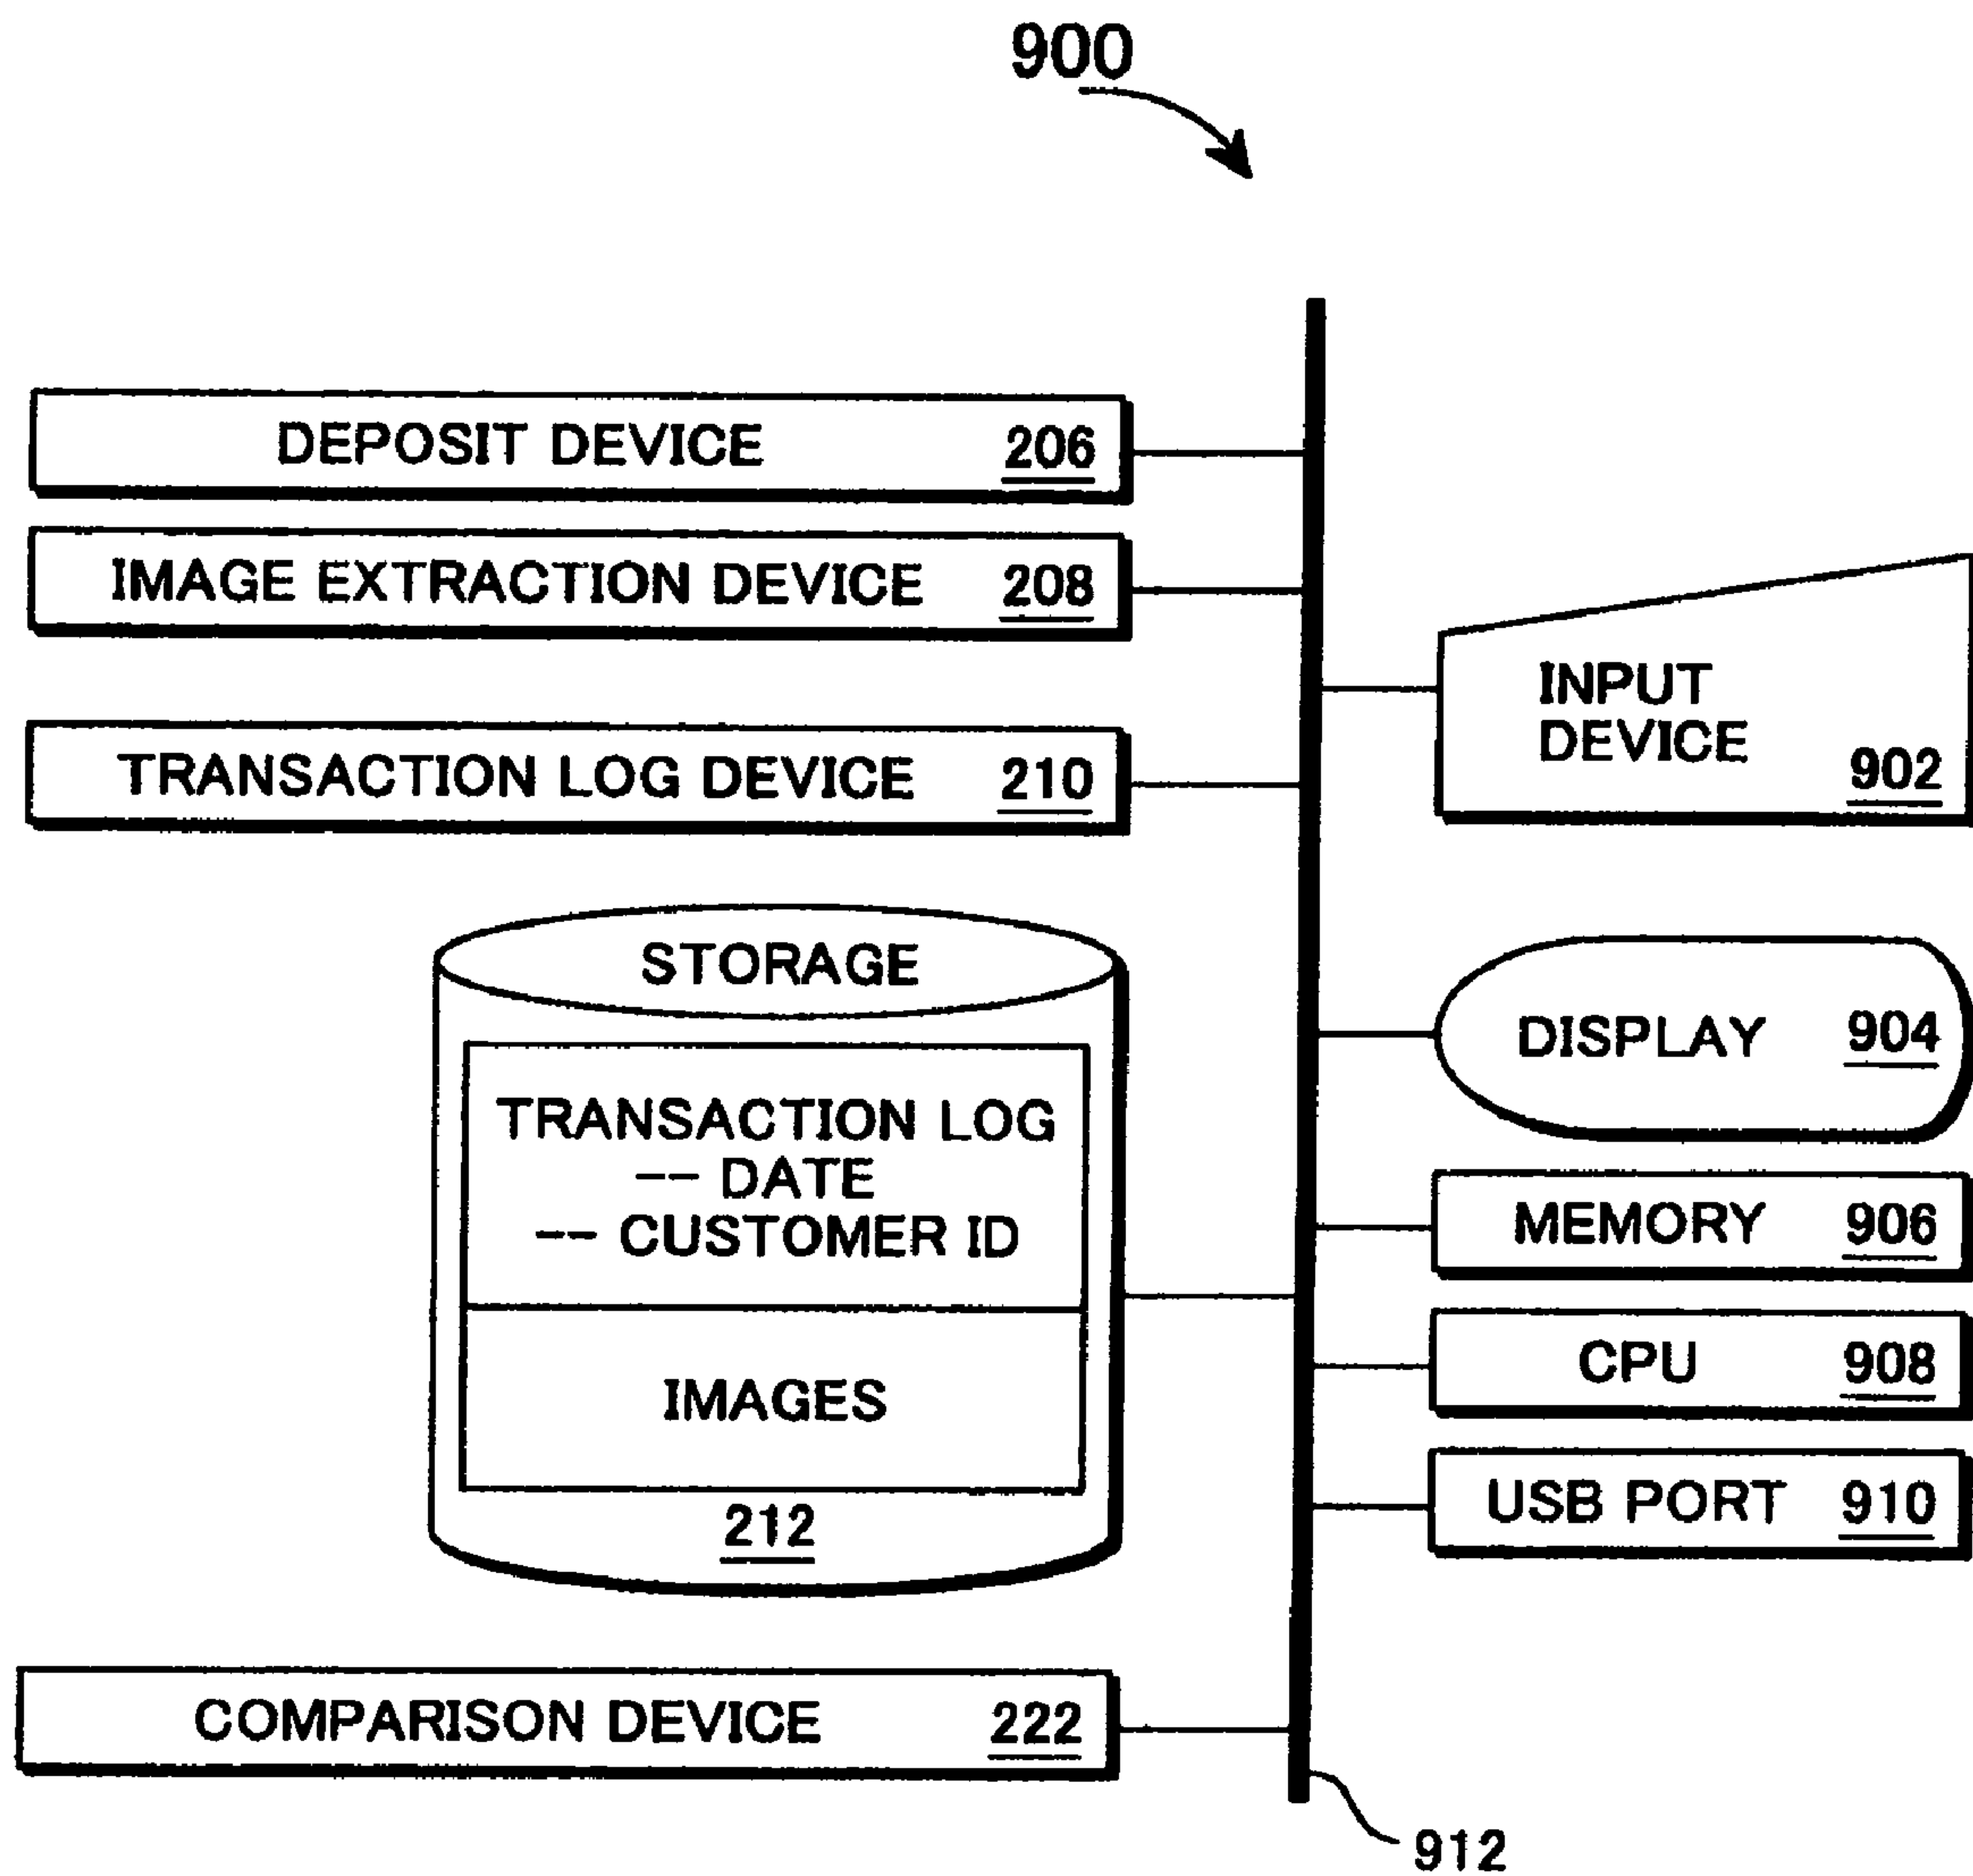 900
DEPOSIT DEVICE 206
IMAGE EXTRACTION DEVICE 208
TRANSACTION LOG DEVICE 210
STORAGE
TRANSACTION LOG
-- DATE
-- CUSTOMER ID
IMAGES
212
COMPARISON DEVICE 222
INPUT
DEVICE
902
DISPLAY 904
MEMORY 906
CPU 908
USB PORT 910
912